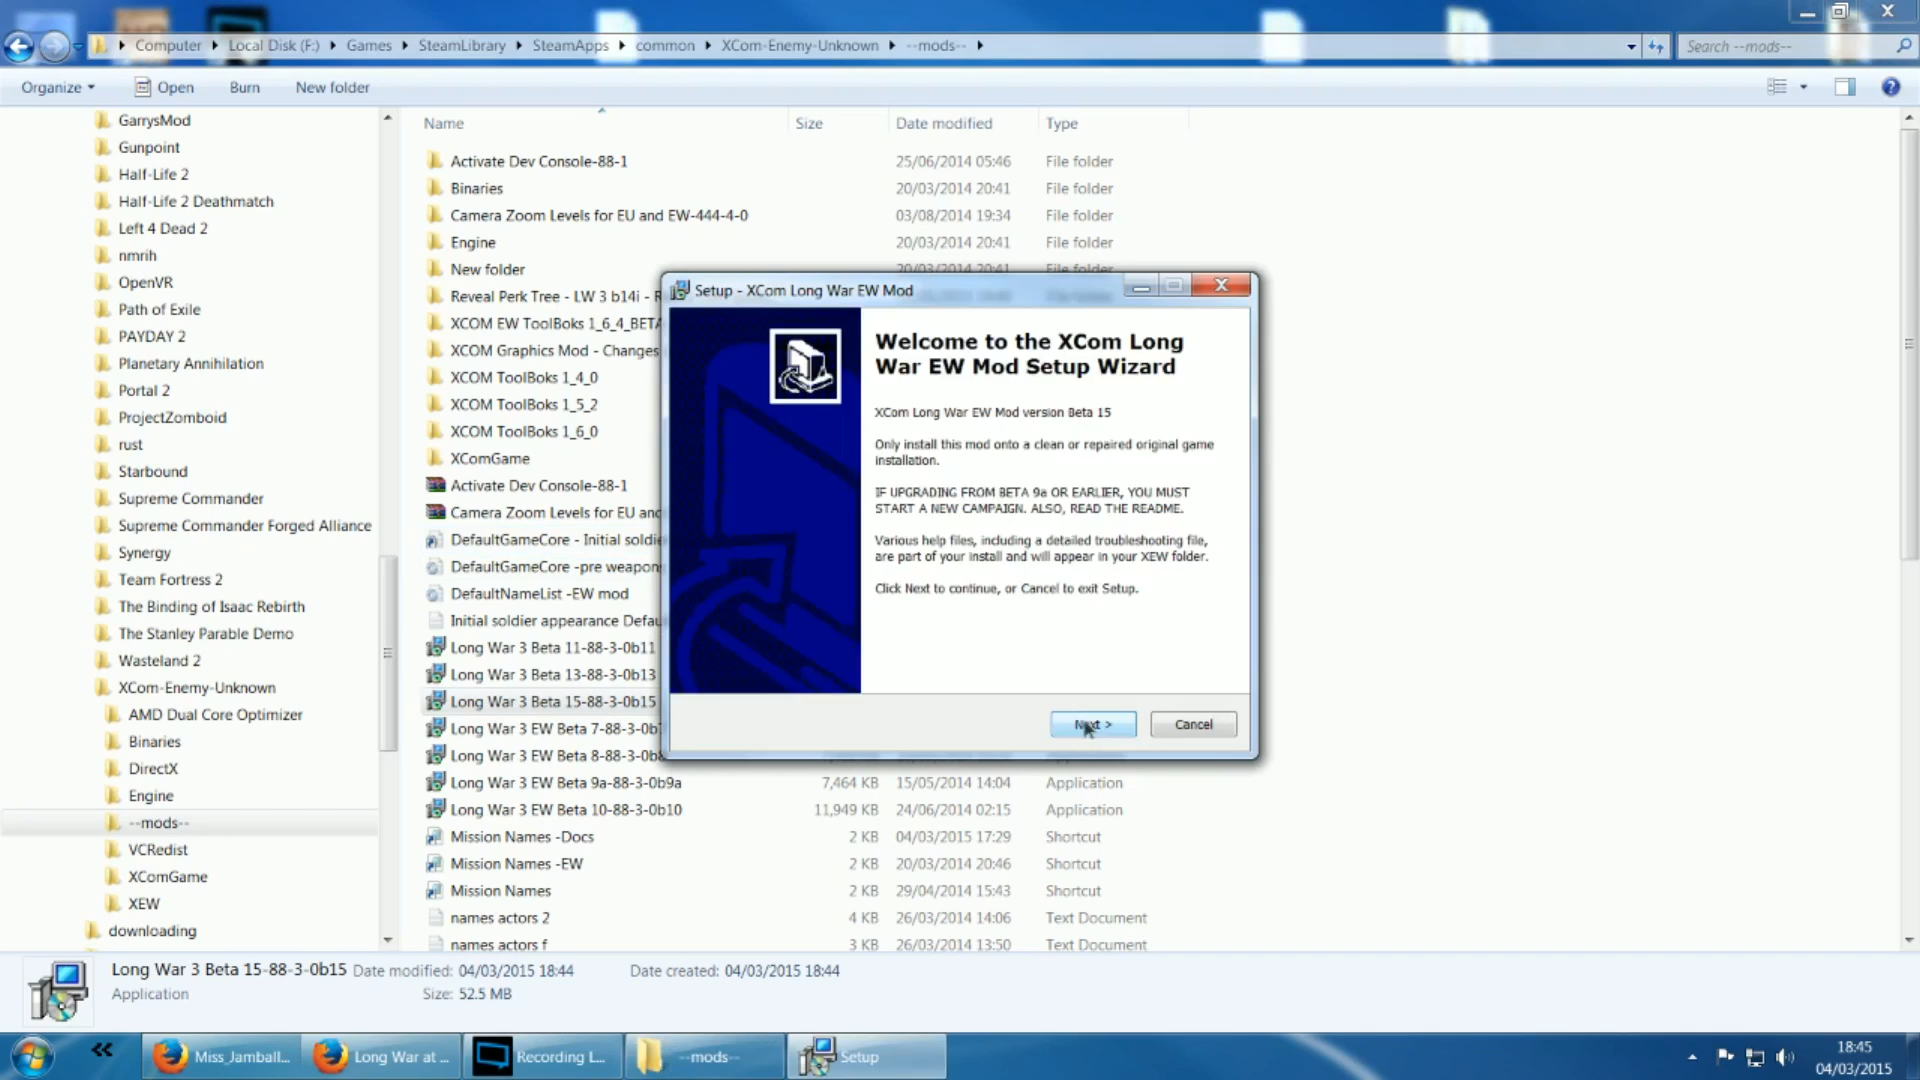 Computer Local Disk (F:) Games SteamLibrary SteamApps common XCom-Enemy-Unknown --mods--
Search --mods--
Organize Open Burn New folder
GarrysMod
Gunpoint
Half-Life 2
Half-Life 2 Deathmatch
Left 4 Dead 2
nmrih
OpenVR
Path of Exile
PAYDAY 2
Planetary Annihilation
Portal 2
ProjectZomboid
rust
Starbound
Supreme Commander
Supreme Commander Forged Alliance
Synergy
Team Fortress 2
The Binding of Isaac Rebirth
The Stanley Parable Demo
Wasteland 2
XCom-Enemy-Unknown
AMD Dual Core Optimizer
Binaries
DirectX
Engine
--mods--
VCRedist
XComGame
XEW
downloading
Name Size Date modified Type
Activate Dev Console-88-1 25/06/2014 05:46 File folder
Binaries 20/03/2014 20:41 File folder
Camera Zoom Levels for EU and EW-444-4-0 03/08/2014 19:34 File folder
Engine 20/03/2014 20:41 File folder
New folder 20/03/2014 20:41 File folder
Reveal Perk Tree - LW 3 b14i - R
XCOM EW ToolBoks 1_6_4_BETA
XCOM Graphics Mod - Changes
XCOM ToolBoks 1_4_0
XCOM ToolBoks 1_5_2
XCOM ToolBoks 1_6_0
XComGame
Activate Dev Console-88-1
Camera Zoom Levels for EU and
DefaultGameCore - Initial soldie
DefaultGameCore -pre weapon
DefaultNameList -EW mod
Initial soldier appearance Defau
Long War 3 Beta 11-88-3-0b11
Long War 3 Beta 13-88-3-0b13
Long War 3 Beta 15-88-3-0b15
Long War 3 EW Beta 7-88-3-0b7
Long War 3 EW Beta 8-88-3-0b8
Long War 3 EW Beta 9a-88-3-0b9a 7,464 KB 15/05/2014 14:04 Application
Long War 3 EW Beta 10-88-3-0b10 11,949 KB 24/06/2014 02:15 Application
Mission Names -Docs 2 KB 04/03/2015 17:29 Shortcut
Mission Names -EW 2 KB 20/03/2014 20:46 Shortcut
Mission Names 2 KB 29/04/2014 15:43 Shortcut
names actors 2 4 KB 26/03/2014 14:06 Text Document
names actors f 3 KB 26/03/2014 13:50 Text Document
Setup - XCom Long War EW Mod
Welcome to the XCom Long
War EW Mod Setup Wizard
XCom Long War EW Mod version Beta 15
Only install this mod onto a clean or repaired original game
installation.
IF UPGRADING FROM BETA 9a OR EARLIER, YOU MUST
START A NEW CAMPAIGN. ALSO, READ THE README.
Various help files, including a detailed troubleshooting file,
are part of your install and will appear in your XEW folder.
Click Next to continue, or Cancel to exit Setup.
Next > Cancel
Long War 3 Beta 15-88-3-0b15 Date modified: 04/03/2015 18:44 Date created: 04/03/2015 18:44
Application Size: 52.5 MB
Miss_Jamball... Long War at ... Recording L... --mods-- Setup
18:45
04/03/2015